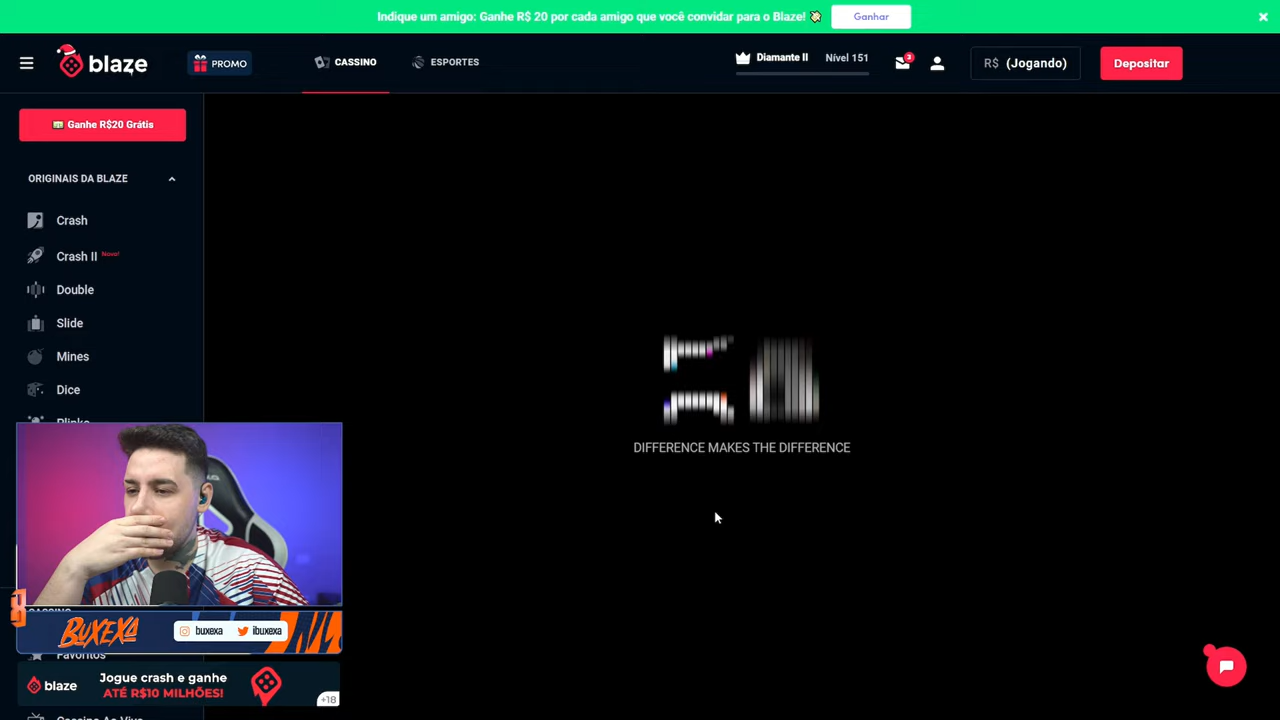 Indique um amigo: Ganhe R$ 20 por cada amigo que você convidar para o Blaze!
Ganhar
blaze
PROMO
CASSINO
ESPORTES
Diamante II
Nível 151
3
R$ (Jogando)
Depositar
Ganhe R$20 Grátis
ORIGINAIS DA BLAZE
Crash
Crash II Novo!
Double
Slide
Mines
Dice
DIFFERENCE MAKES THE DIFFERENCE
BUXEXA
buxexa
ibuxexa
Favoritos
blaze
Jogue crash e ganhe
ATÉ R$10 MILHÕES!
+18